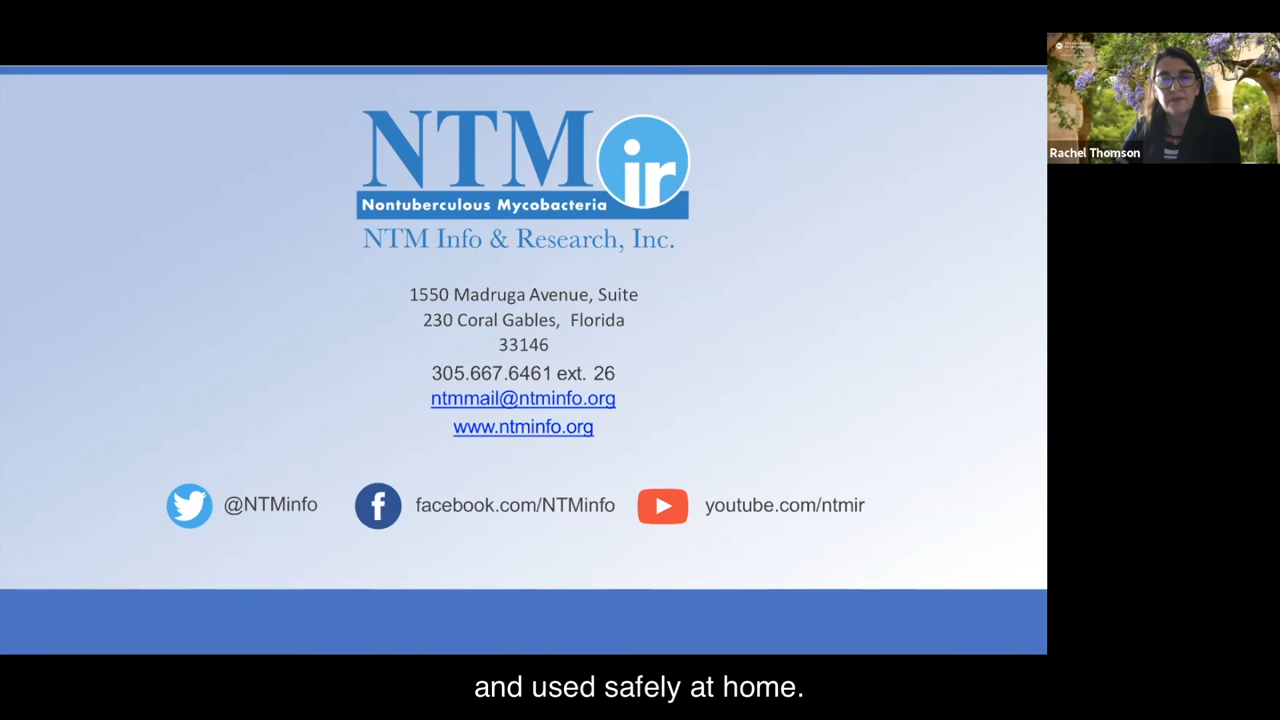 NTM
ir
Nontuberculous Mycobacteria
NTM Info & Research, Inc.
1550 Madruga Avenue, Suite
230 Coral Gables, Florida
33146
305.667.6461 ext. 26
ntmmail@ntminfo.org
www.ntminfo.org
@NTMinfo
facebook.com/NTMinfo
youtube.com/ntmir
Rachel Thomson
and used safely at home.